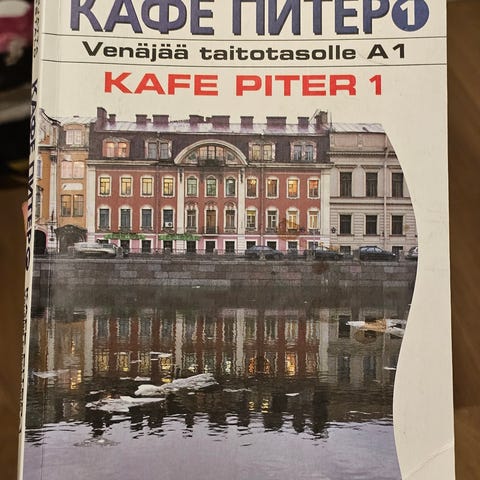 КАФЕ ПИТЕР 1
Venäjää taitotasolle A1
KAFE PITER 1